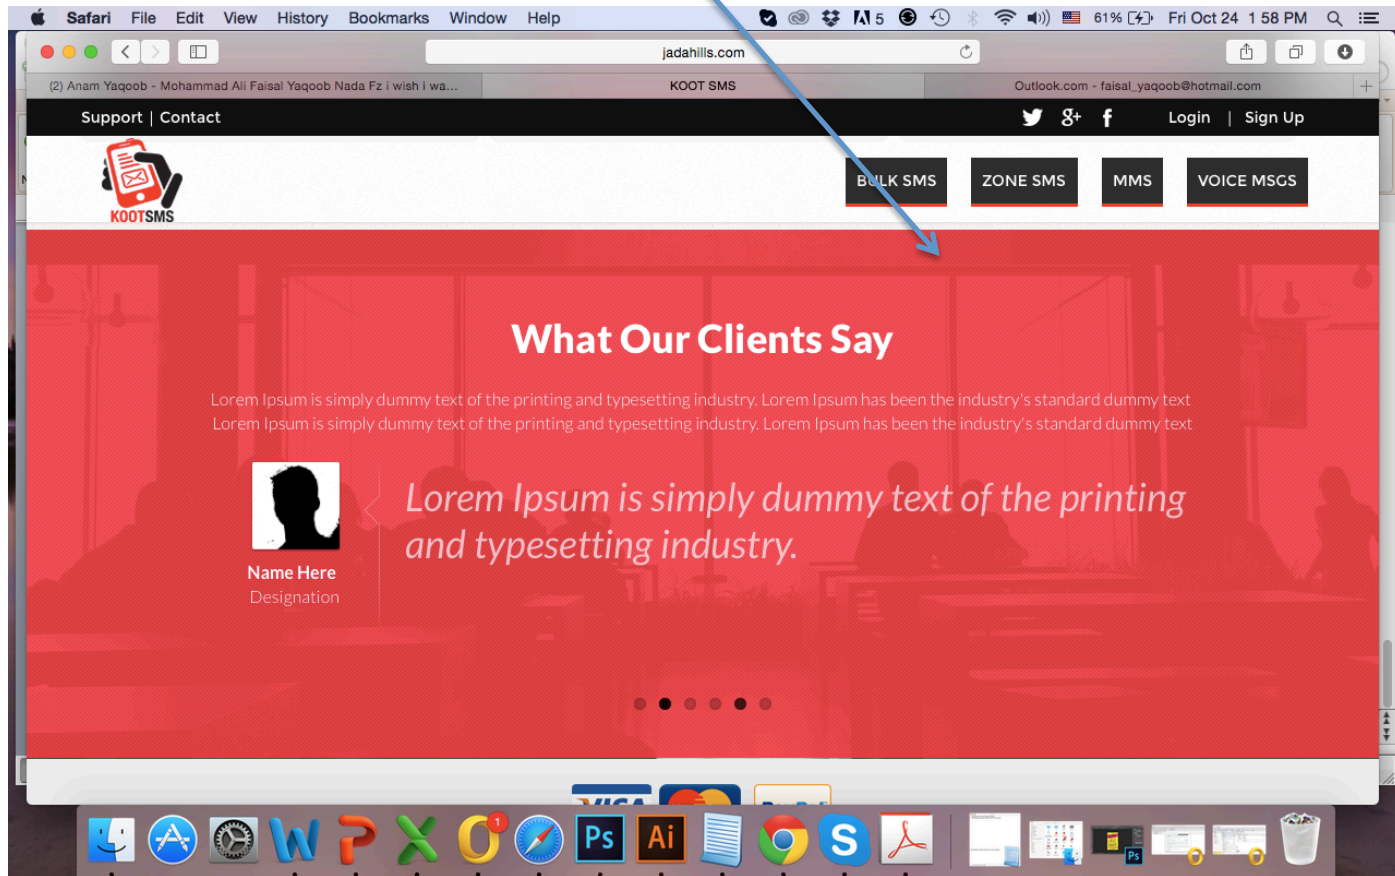 Safari File Edit View History Bookmarks Window Help 5 61% Fri Oct 24 1 58 PM
jadahills.com
(2) Anam Yaqoob - Mohammad Ali Faisal Yaqoob Nada Fz i wish i wa... KOOT SMS Outlook.com - faisal_yaqoob@hotmail.com
Support | Contact 8+ f Login | Sign Up
KOOTSMS
BULK SMS ZONE SMS MMS VOICE MSGS
What Our Clients Say
Lorem Ipsum is simply dummy text of the printing and typesetting industry. Lorem Ipsum has been the industry's standard dummy text
Lorem Ipsum is simply dummy text of the printing and typesetting industry. Lorem Ipsum has been the industry's standard dummy text
Lorem Ipsum is simply dummy text of the printing
and typesetting industry.
Name Here
Designation
VISA PayPal
1
Ps Ai S
Ps